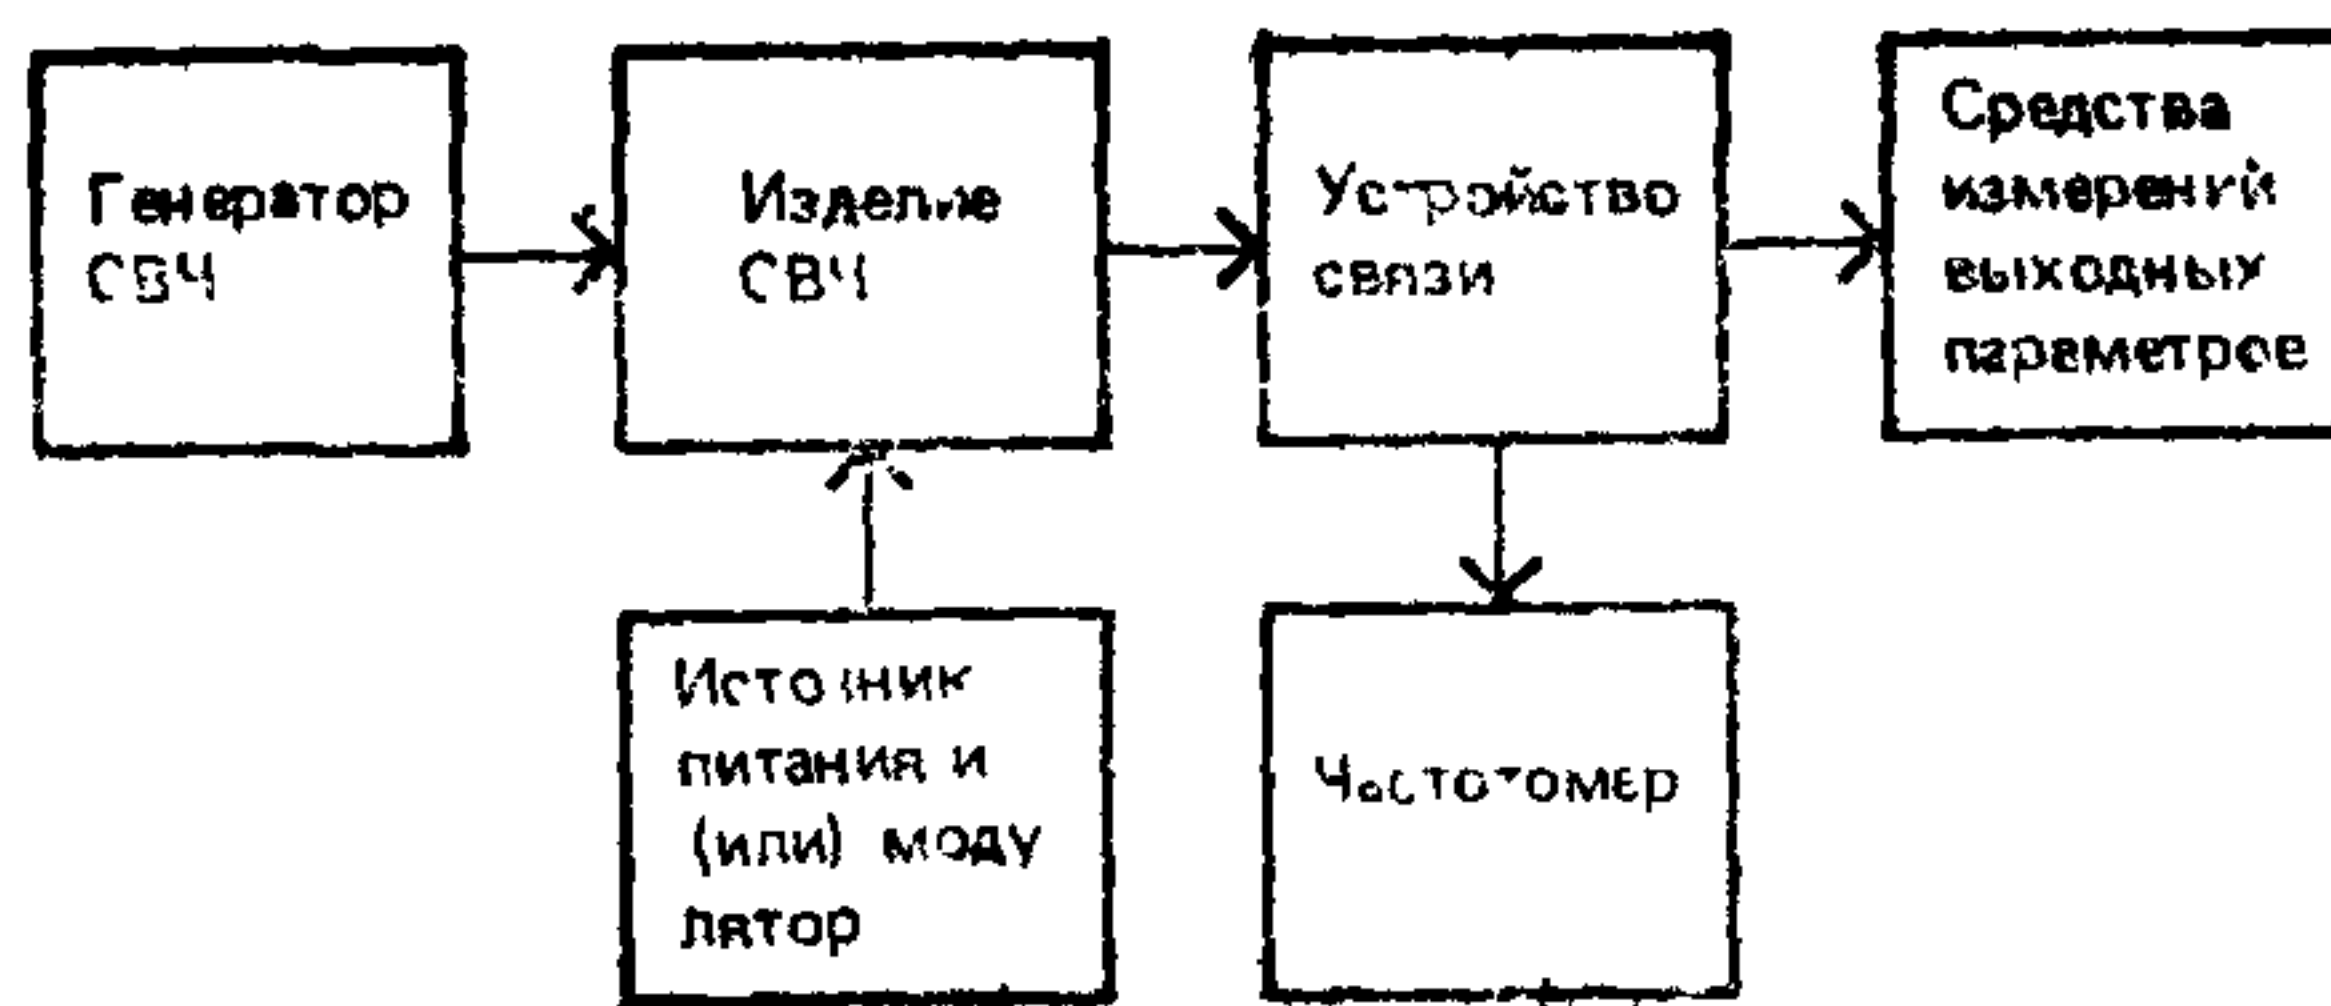 Генератор
СВЧ
Изделие
СВЧ
Устройство
связи
Средства
измерений
выходных
параметров
Источник
питания и
(или) моду
лятор
Частотомер